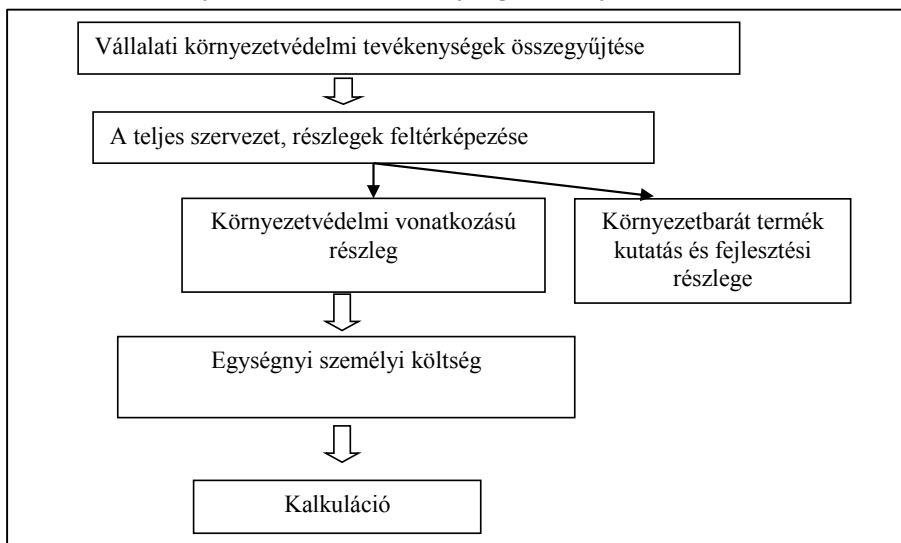 Vállalati környezetvédelmi tevékenységek összegyűjtése
A teljes szervezet, részlegek feltérképezése
Környezetvédelmi vonatkozású
részleg
Környezetbarát termék
kutatás és fejlesztési
részlege
Egységnyi személyi költség
Kalkuláció